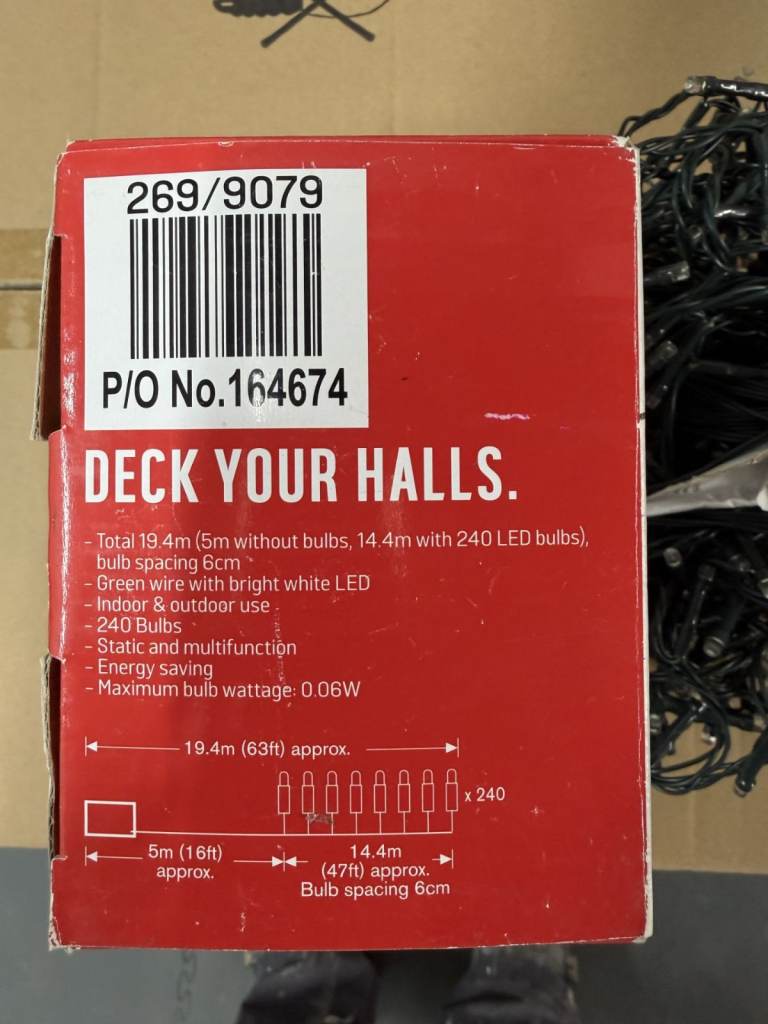 269/9079
P/O No.164674
DECK YOUR HALLS.
- Total 19.4m (5m without bulbs, 14.4m with 240 LED bulbs),
bulb spacing 6cm
- Green wire with bright white LED
- Indoor & outdoor use
- 240 Bulbs
- Static and multifunction
- Energy saving
- Maximum bulb wattage: 0.06W
19.4m (63ft) approx.
x 240
5m (16ft)
approx.
14.4m
(47ft) approx.
Bulb spacing 6cm